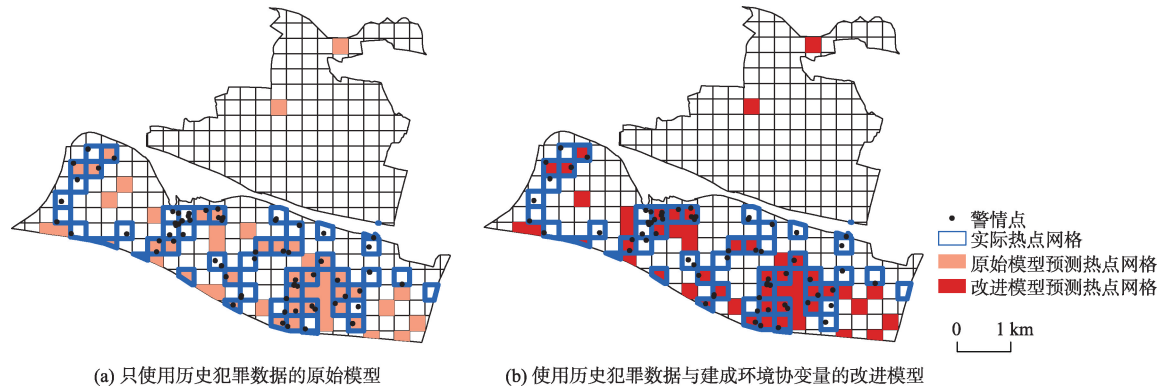 警情点
实际热点网格
原始模型预测热点网格
改进模型预测热点网格
0 1 km
(a) 只使用历史犯罪数据的原始模型
(b) 使用历史犯罪数据与建成环境协变量的改进模型